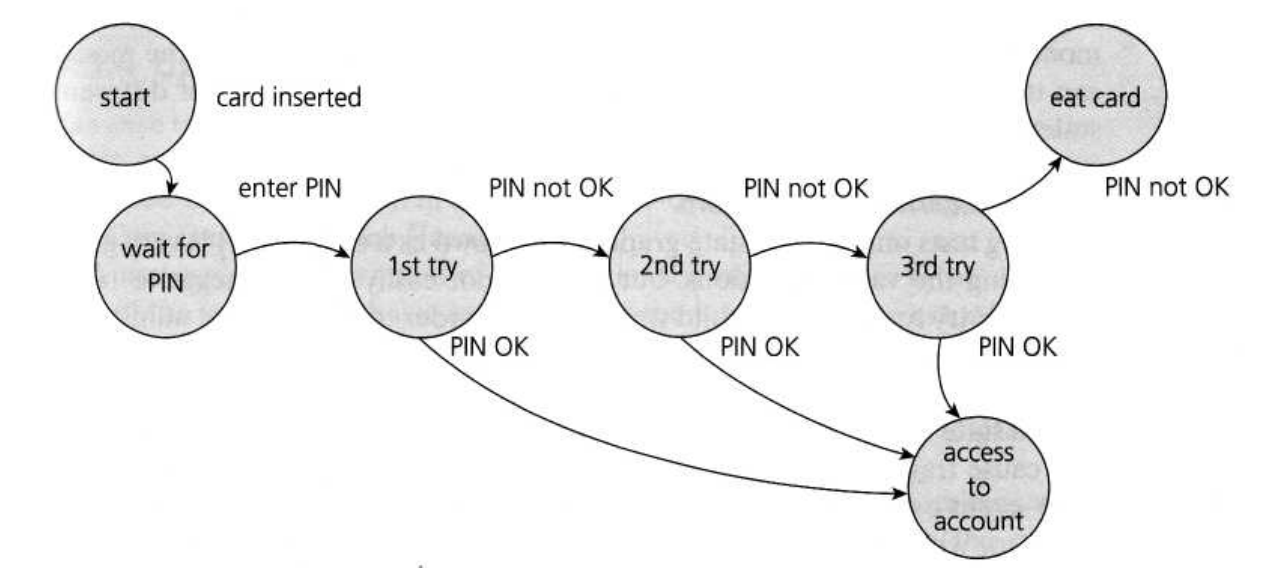 start
card inserted
eat card
enter PIN
PIN not OK
PIN not OK
PIN not OK
wait for
PIN
1st try
2nd try
3rd try
PIN OK
PIN OK
PIN OK
access
to
account